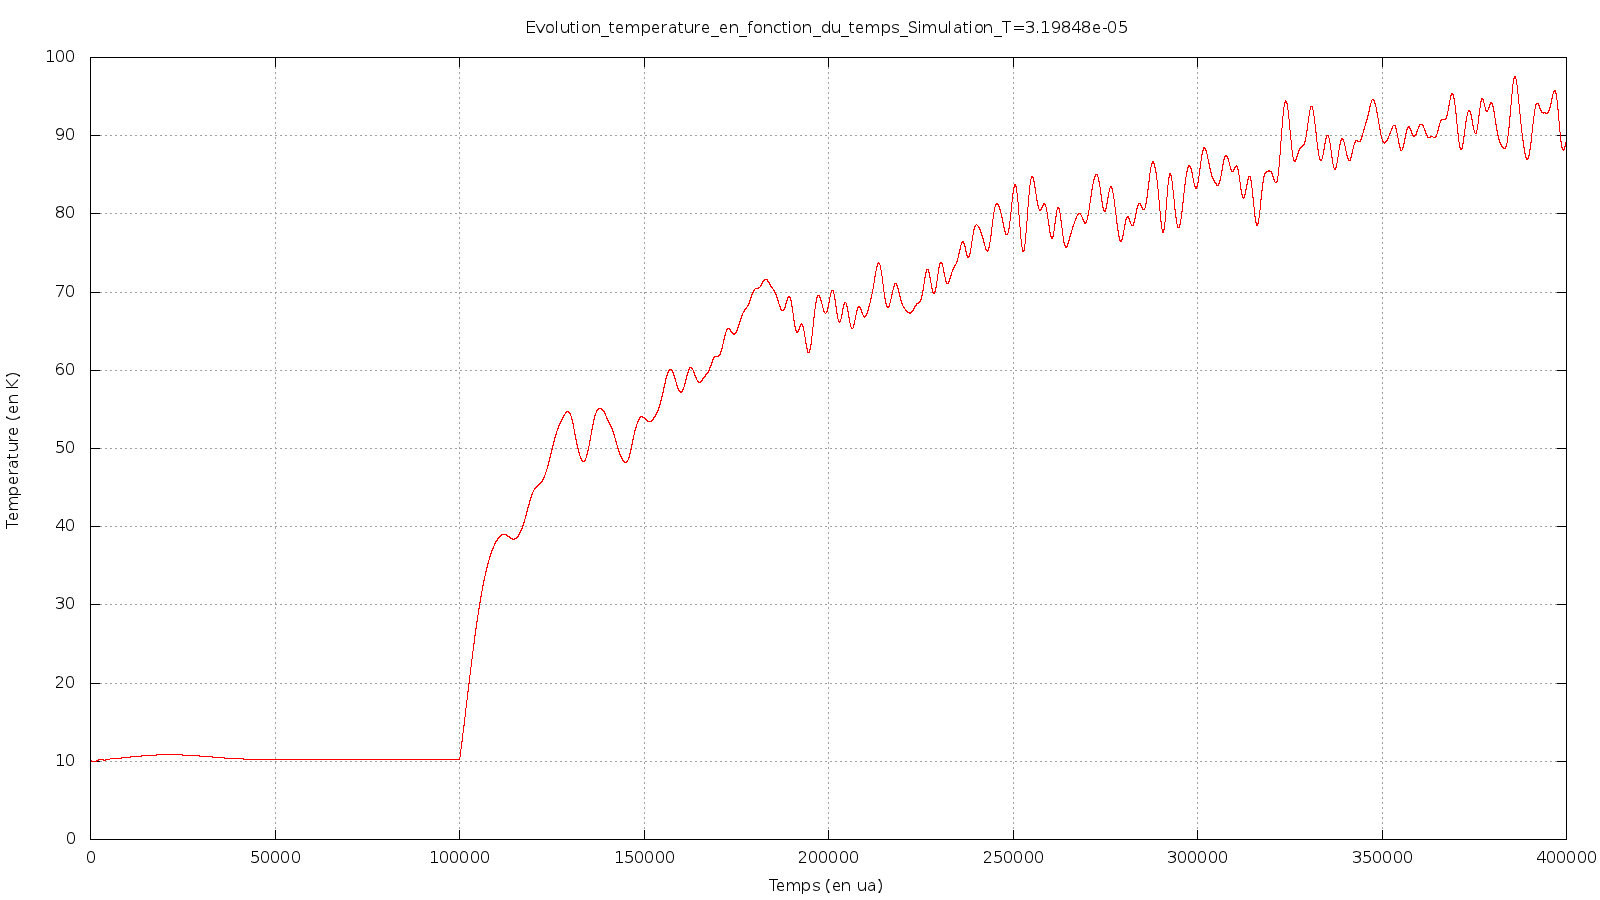 Evolution_temperature_en_fonction_du_temps_Simulation_T=3.19848e-05
100
90
80
70
60
50
40
30
20
10
0
Temperature (en K)
0 50000 100000 150000 200000 250000 300000 350000 400000
Temps (en ua)